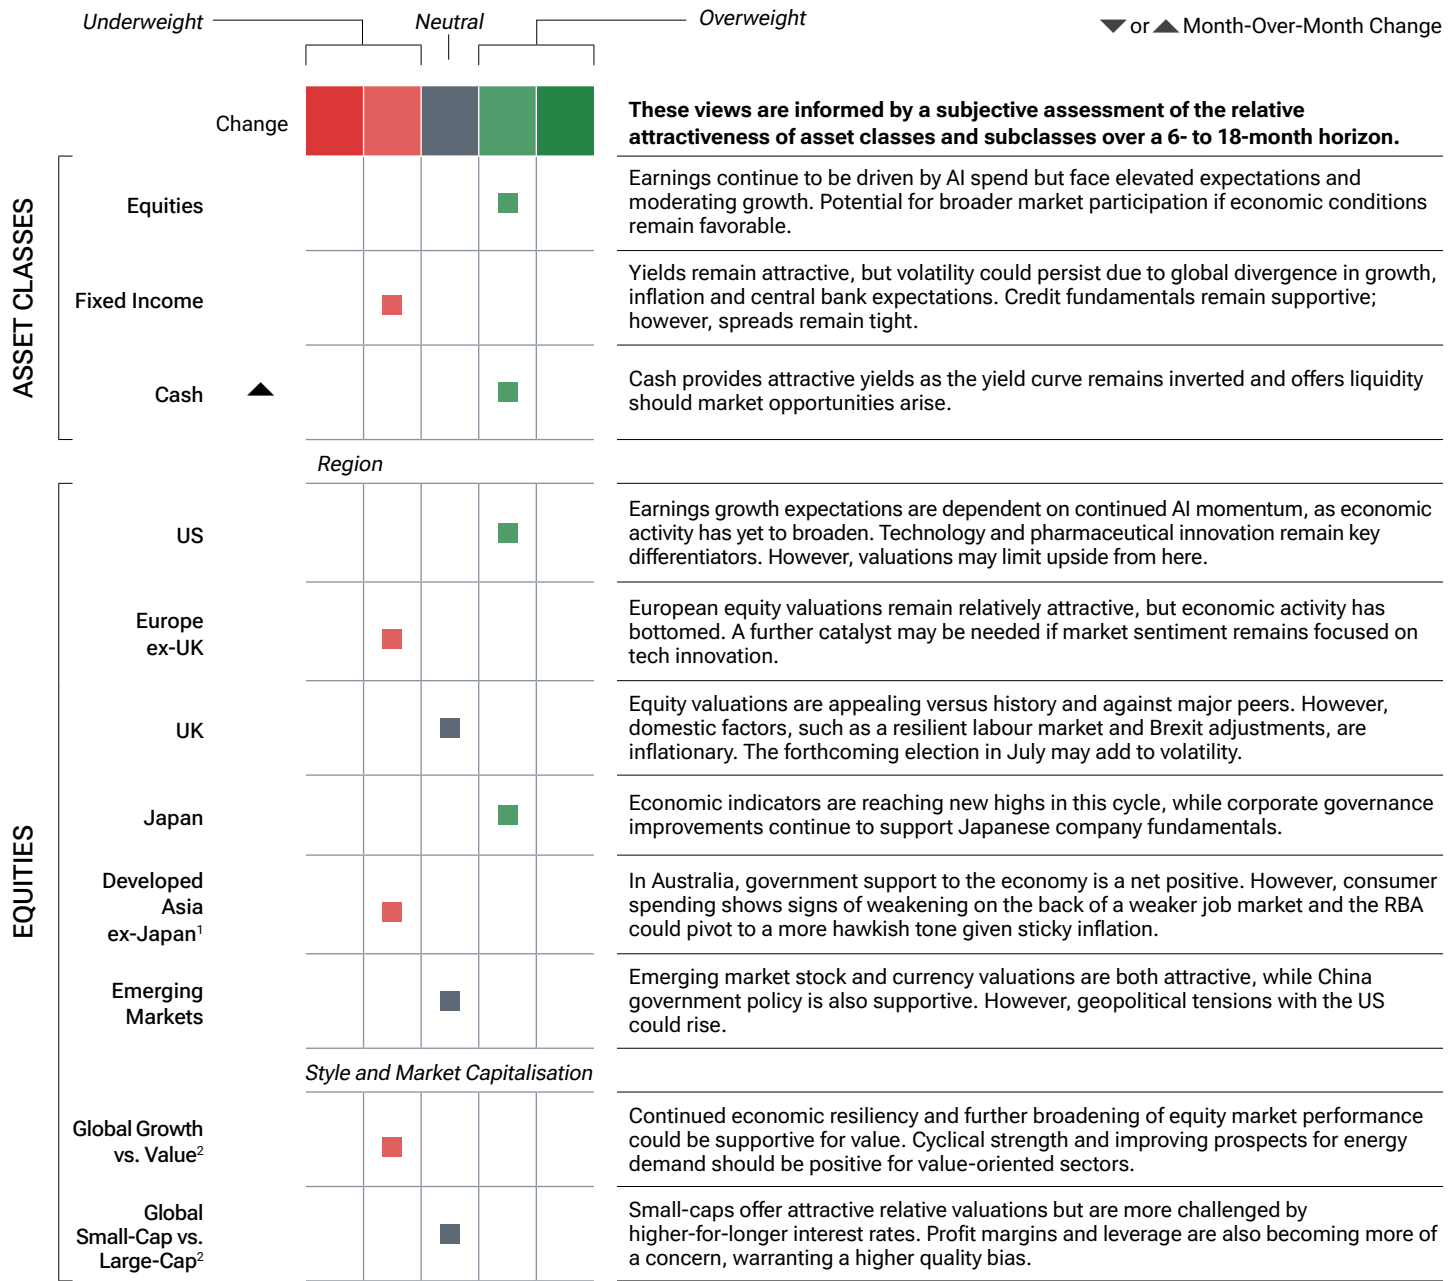 Underweight
Neutral
Overweight
▼ or ▲ Month-Over-Month Change
Change
These views are informed by a subjective assessment of the relative
attractiveness of asset classes and subclasses over a 6- to 18-month horizon.
ASSET CLASSES
Equities
Earnings continue to be driven by AI spend but face elevated expectations and
moderating growth. Potential for broader market participation if economic conditions
remain favorable.
Fixed Income
Yields remain attractive, but volatility could persist due to global divergence in growth,
inflation and central bank expectations. Credit fundamentals remain supportive;
however, spreads remain tight.
Cash ▲
Cash provides attractive yields as the yield curve remains inverted and offers liquidity
should market opportunities arise.
Region
EQUITIES
US
Earnings growth expectations are dependent on continued AI momentum, as economic
activity has yet to broaden. Technology and pharmaceutical innovation remain key
differentiators. However, valuations may limit upside from here.
Europe
ex-UK
European equity valuations remain relatively attractive, but economic activity has
bottomed. A further catalyst may be needed if market sentiment remains focused on
tech innovation.
UK
Equity valuations are appealing versus history and against major peers. However,
domestic factors, such as a resilient labour market and Brexit adjustments, are
inflationary. The forthcoming election in July may add to volatility.
Japan
Economic indicators are reaching new highs in this cycle, while corporate governance
improvements continue to support Japanese company fundamentals.
Developed
Asia
ex-Japan¹
In Australia, government support to the economy is a net positive. However, consumer
spending shows signs of weakening on the back of a weaker job market and the RBA
could pivot to a more hawkish tone given sticky inflation.
Emerging
Markets
Emerging market stock and currency valuations are both attractive, while China
government policy is also supportive. However, geopolitical tensions with the US
could rise.
Style and Market Capitalisation
Global Growth
vs. Value²
Continued economic resiliency and further broadening of equity market performance
could be supportive for value. Cyclical strength and improving prospects for energy
demand should be positive for value-oriented sectors.
Global
Small-Cap vs.
Large-Cap²
Small-caps offer attractive relative valuations but are more challenged by
higher-for-longer interest rates. Profit margins and leverage are also becoming more of
a concern, warranting a higher quality bias.